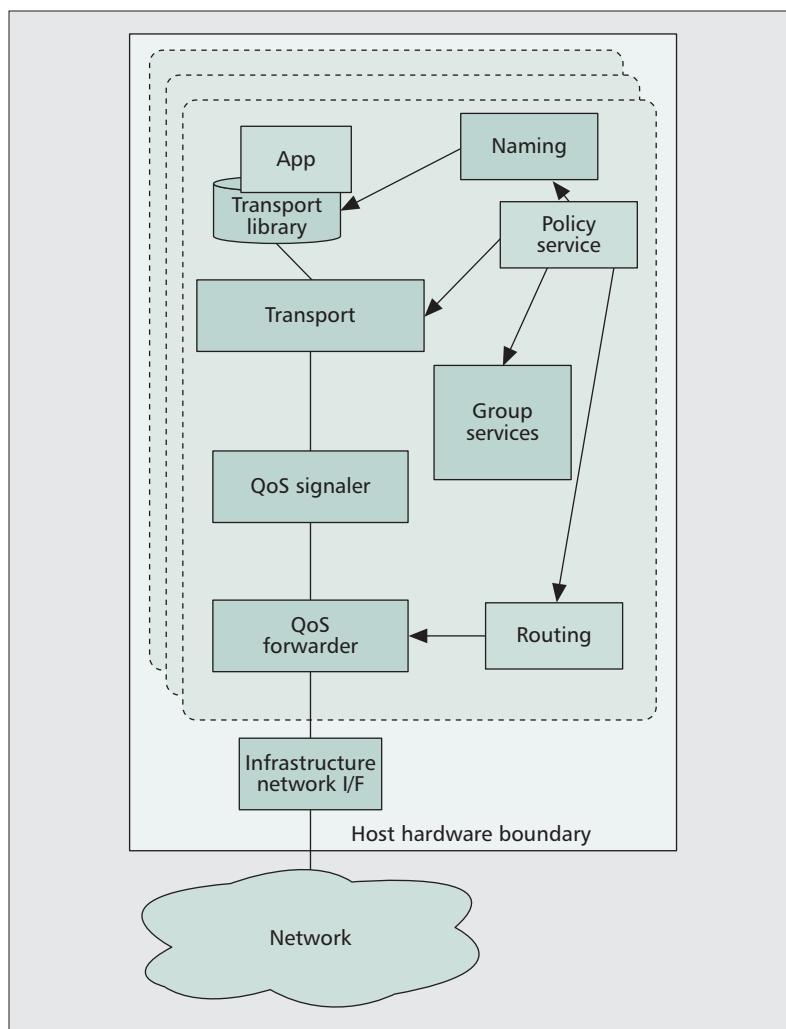 App
Naming
Transport
library
Policy
service
Transport
Group
services
QoS signaler
QoS
forwarder
Routing
Infrastructure
network I/F
Host hardware boundary
Network